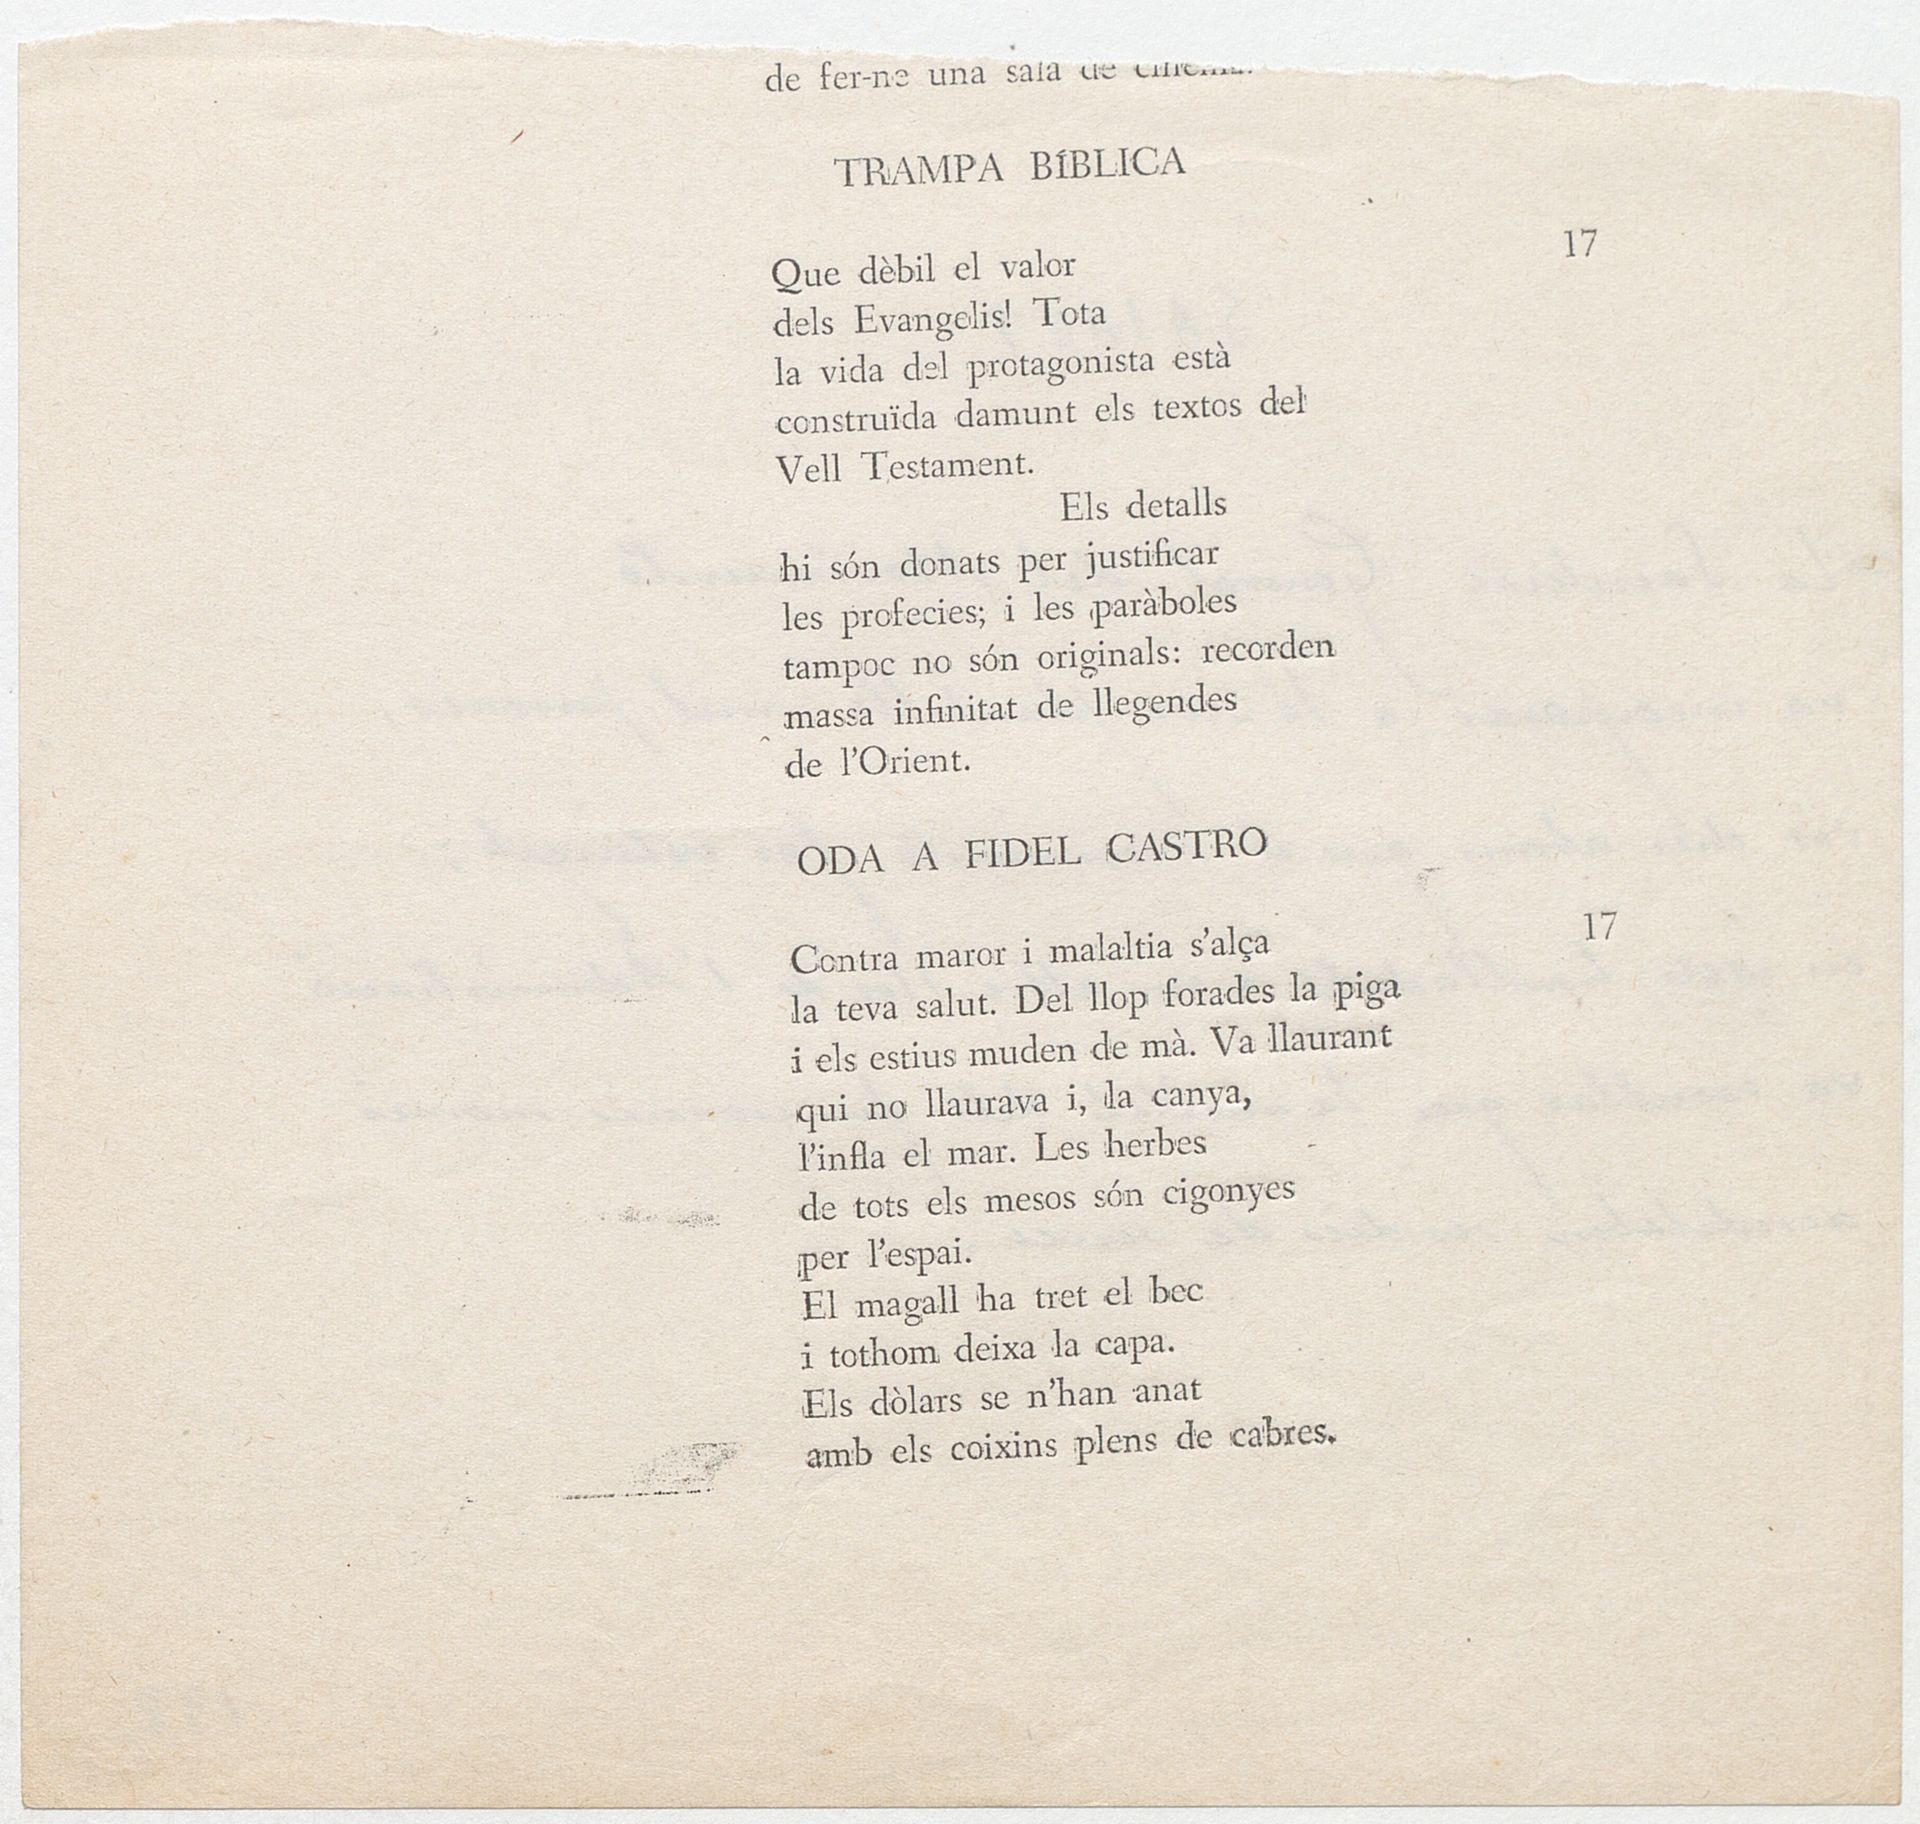 de fer-ne una sala de cinema.
TRAMPA BÍBLICA
17
Que dèbil el valor
dels Evangelis! Tota
la vida del protagonista està
construïda damunt els textos del
Vell Testament.
Els detalls
hi són donats per justificar
les profecies; i les paràboles
tampoc no són originals: recorden
massa infinitat de llegendes
de l'Orient.
ODA A FIDEL CASTRO
17
Contra maror i malaltia s'alça
la teva salut. Del llop forades la piga
i els estius muden de mà. Va llaurant
qui no llaurava i, la canya,
l'infla el mar. Les herbes
de tots els mesos són cigonyes
per l'espai.
El magall ha tret el bec
i tothom deixa la capa.
Els dòlars se n'han anat
amb els coixins plens de cabres.